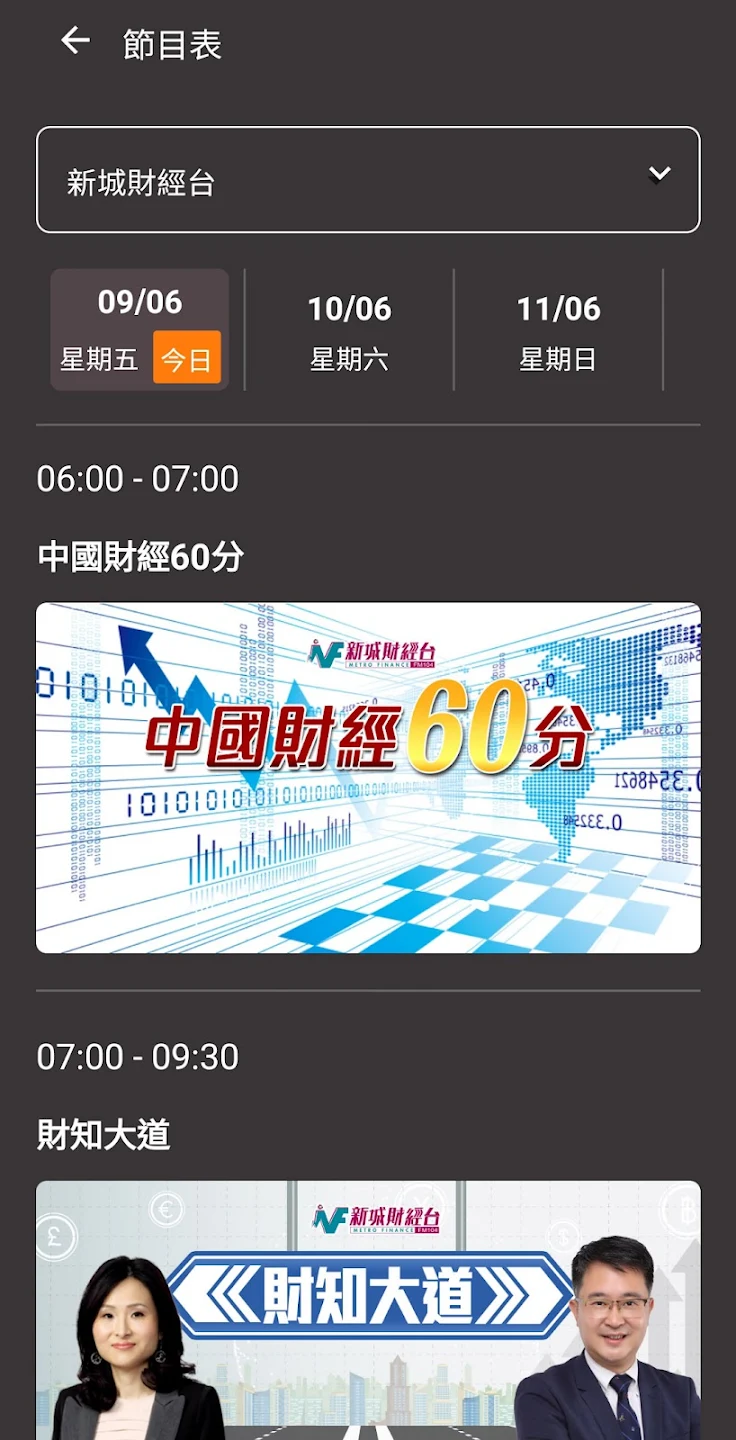 節目表
新城財經台
09/06
星期五 今日
10/06
星期六
11/06
星期日
06:00 - 07:00
中國財經60分
新城財經台
METRO FINANCE FM104
中國財經60分
07:00 - 09:30
財知大道
新城財經台
METRO FINANCE FM104
財知大道